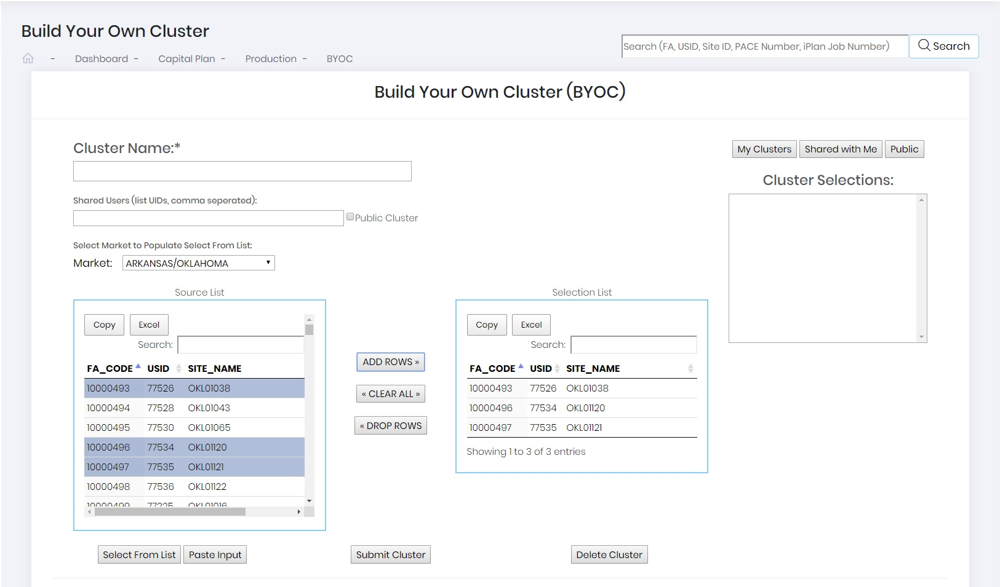 Build Your Own Cluster
Search (FA, USID, Site ID, PACE Number, iPlan Job Number) Search
- Dashboard - Capital Plan - Production - BYOC
Build Your Own Cluster (BYOC)
Cluster Name:*
My Clusters Shared with Me Public
Cluster Selections:
Shared Users (list UIDs, comma seperated):
Public Cluster
Select Market to Populate Select From List:
Market: ARKANSAS/OKLAHOMA
Source List
Copy Excel
Search:
FA_CODE USID SITE_NAME
10000493 77526 OKL01038
10000494 77528 OKL01043
10000495 77530 OKL01065
10000496 77534 OKL01120
10000497 77535 OKL01121
10000498 77536 OKL01122
10000499 77225 OKL01016
ADD ROWS »
« CLEAR ALL »
« DROP ROWS
Selection List
Copy Excel
Search:
FA_CODE USID SITE_NAME
10000493 77526 OKL01038
10000496 77534 OKL01120
10000497 77535 OKL01121
Showing 1 to 3 of 3 entries
Select From List Paste Input Submit Cluster Delete Cluster